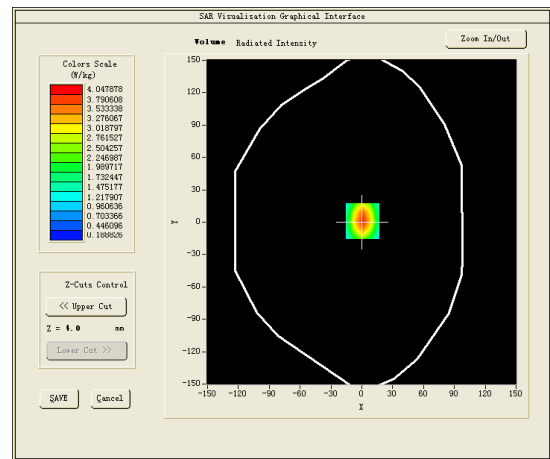 SAR Visualisation Graphical Interface
Volume Radiated Intensity
Zoom In/Out
Colors Scale
(W/kg)
4.047878
3.790608
3.533338
3.276067
3.018797
2.761527
2.504257
2.246987
1.989717
1.732447
1.475177
1.217907
0.960636
0.703366
0.446096
0.188826
Z-Cuts Control
<< Upper Cut
Z = 4.0 mm
Lower Cut >>
SAVE
Cancel
150
120
90
60
30
0
-30
-60
-90
-120
-150
Y
-150 -120 -90 -60 -30 0 30 60 90 120 150
X